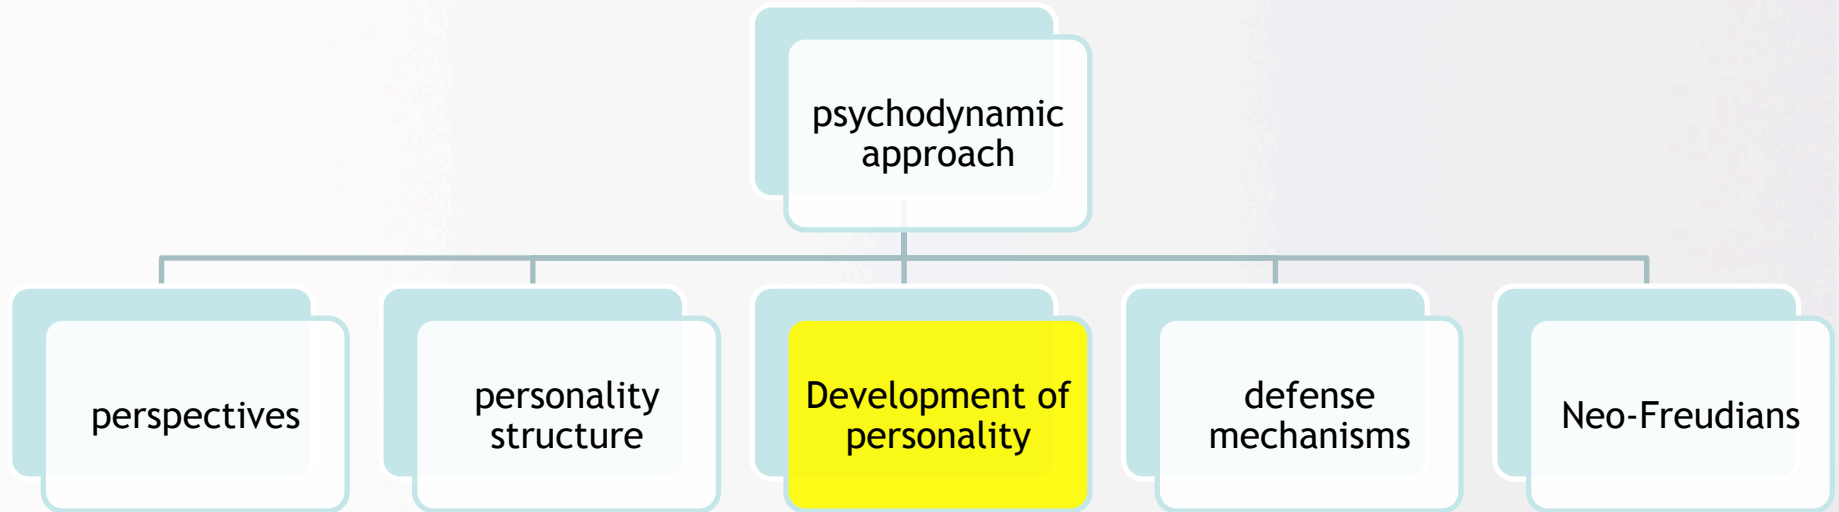 psychodynamic
approach
perspectives
personality
structure
Development of
personality
defense
mechanisms
Neo-Freudians